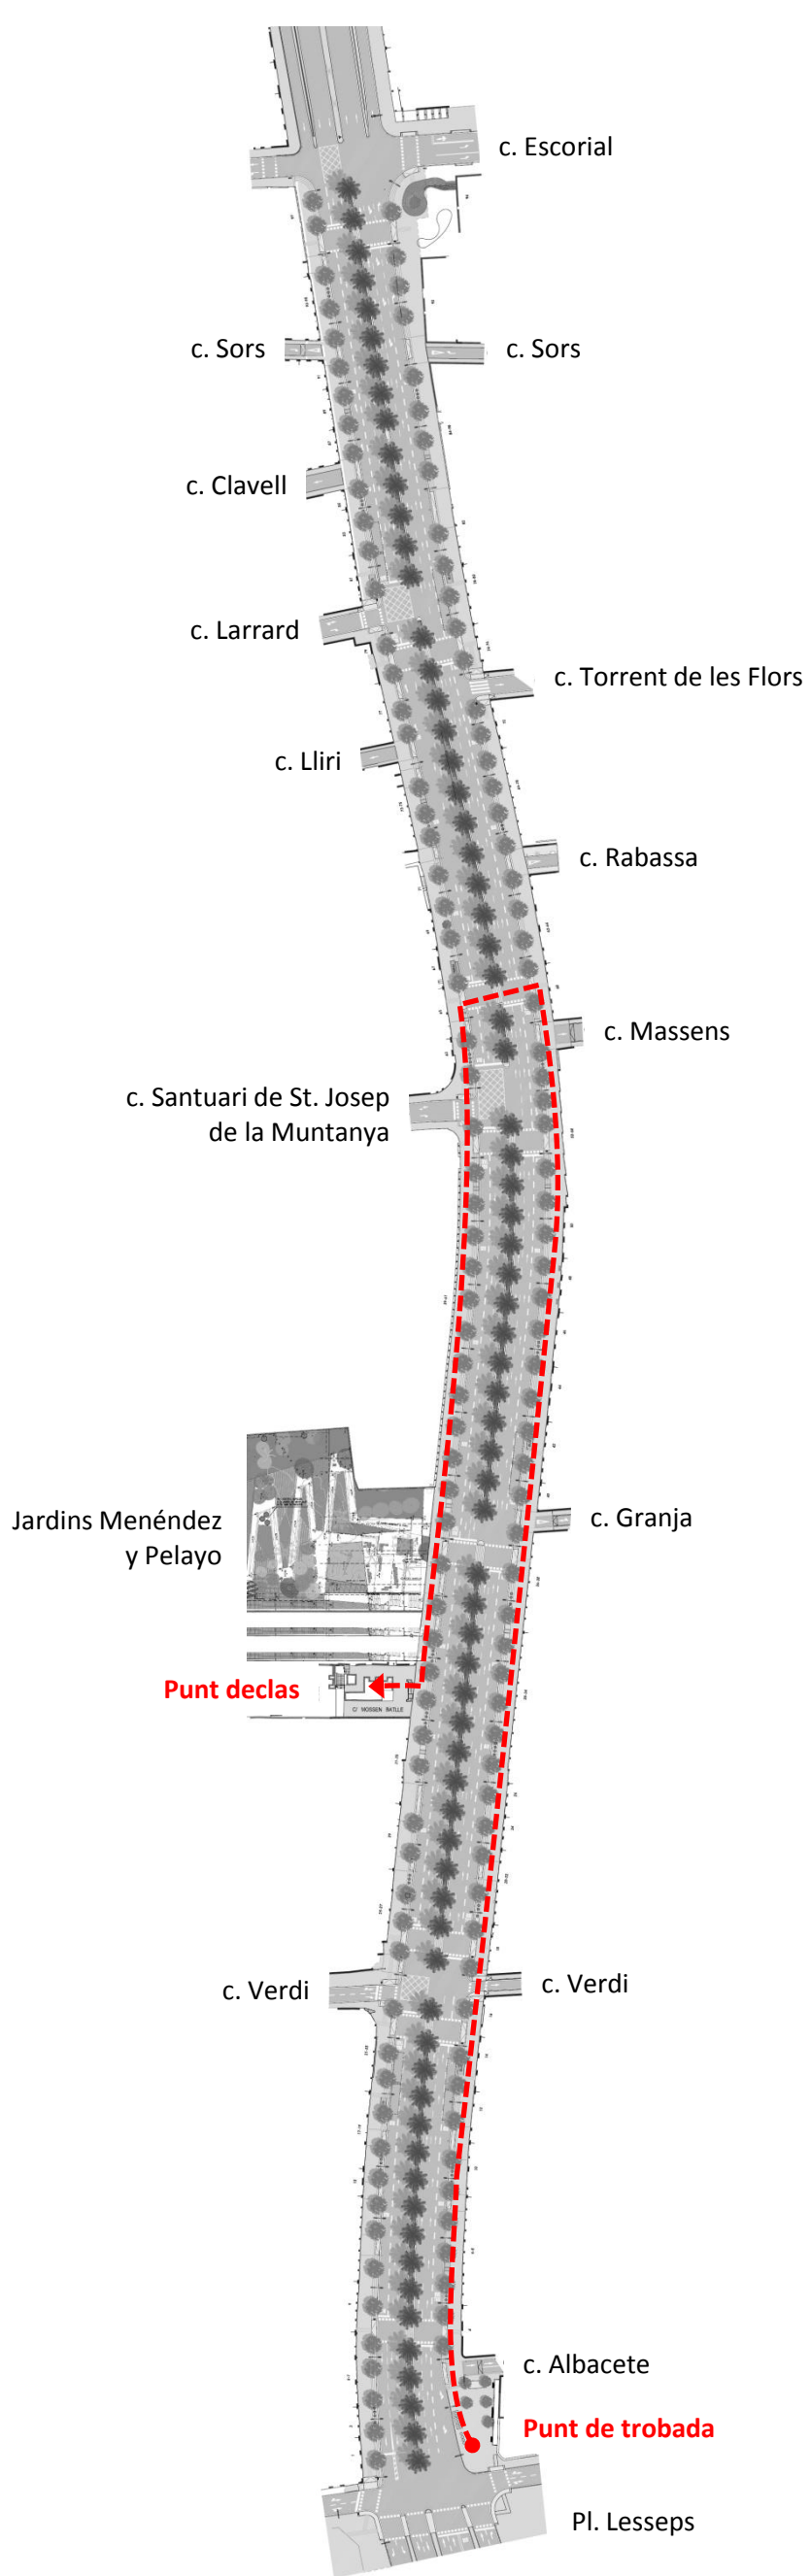 c. Escorial
c. Sors
c. Sors
c. Clavell
c. Larrard
c. Torrent de les Flors
c. Lliri
c. Rabassa
c. Massens
c. Santuari de St. Josep
de la Muntanya
c. Granja
Jardins Menéndez
y Pelayo
Punt declas
C/ MOSSEN BATLLE
c. Verdi
c. Verdi
c. Albacete
Punt de trobada
Pl. Lesseps